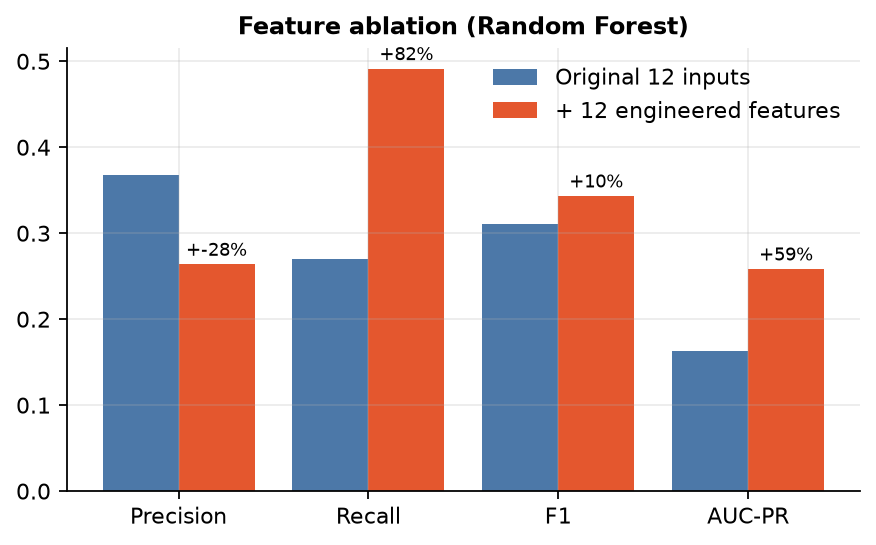 Feature ablation (Random Forest)
+82%
0.5
Original 12 inputs
+ 12 engineered features
0.4
+10%
0.3
+-28%
+59%
0.2
0.1
0.0
Precision
Recall
F1
AUC-PR